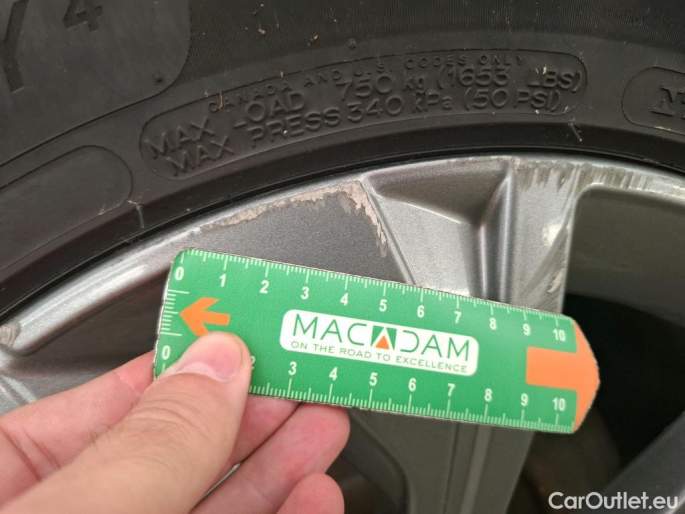 Y 4
CANADA AND U.S. CODES ONLY
MAX LOAD 750 kg (1653 LBS)
MAX PRESS 340 kPa (50 PSI)
0 1 2 3 4 5 6 7 8 9 10
MACADAM
ON THE ROAD TO EXCELLENCE
0 2 3 4 5 6 7 8 9 10
CarOutlet.eu